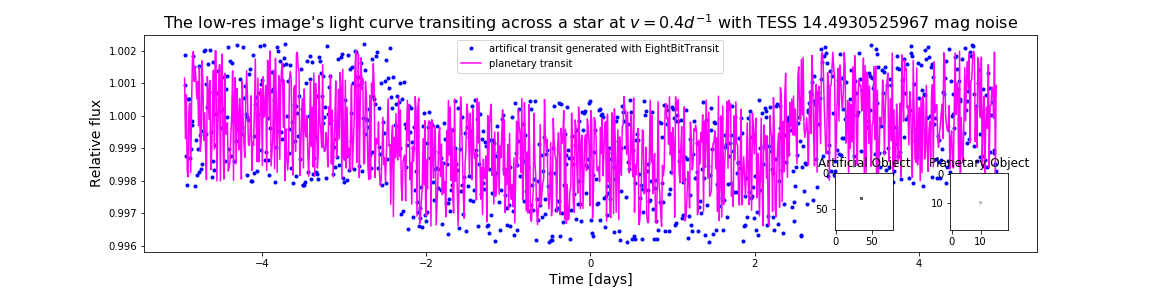 The low-res image's light curve transiting across a star at v = 0.4d⁻¹ with TESS 14.4930525967 mag noise
artifical transit generated with EightBitTransit
planetary transit
Relative flux
1.002
1.001
1.000
0.999
0.998
0.997
0.996
−4
−2
0
2
4
Time [days]
Artificial Object
0
50
0
50
Planetary Object
0
10
0
10